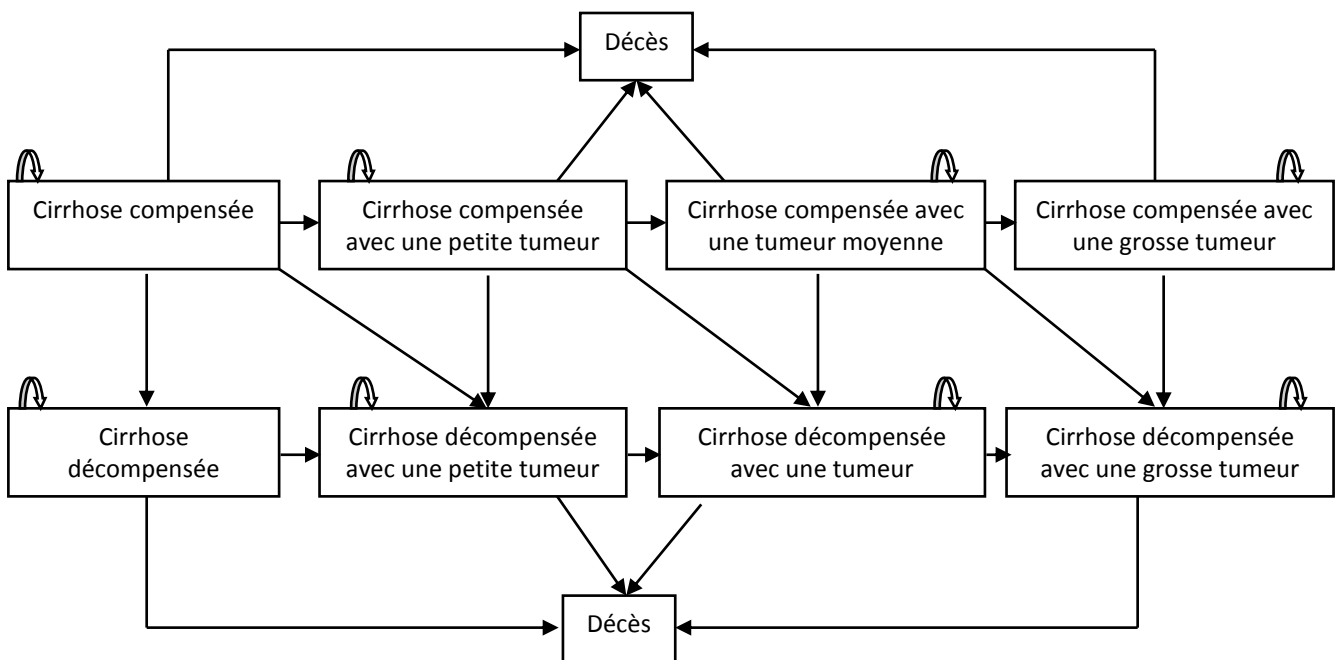 Décès
Cirrhose compensée
Cirrhose compensée
avec une petite tumeur
Cirrhose compensée avec
une tumeur moyenne
Cirrhose compensée avec
une grosse tumeur
Cirrhose
décompensée
Cirrhose décompensée
avec une petite tumeur
Cirrhose décompensée
avec une tumeur
Cirrhose décompensée
avec une grosse tumeur
Décès